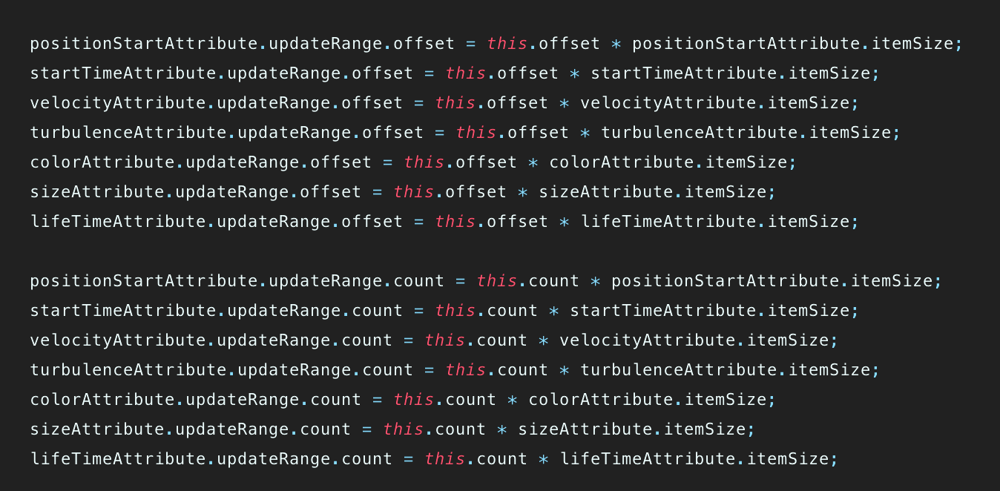 positionStartAttribute.updateRange.offset = this.offset * positionStartAttribute.itemSize;
startTimeAttribute.updateRange.offset = this.offset * startTimeAttribute.itemSize;
velocityAttribute.updateRange.offset = this.offset * velocityAttribute.itemSize;
turbulenceAttribute.updateRange.offset = this.offset * turbulenceAttribute.itemSize;
colorAttribute.updateRange.offset = this.offset * colorAttribute.itemSize;
sizeAttribute.updateRange.offset = this.offset * sizeAttribute.itemSize;
lifeTimeAttribute.updateRange.offset = this.offset * lifeTimeAttribute.itemSize;

positionStartAttribute.updateRange.count = this.count * positionStartAttribute.itemSize;
startTimeAttribute.updateRange.count = this.count * startTimeAttribute.itemSize;
velocityAttribute.updateRange.count = this.count * velocityAttribute.itemSize;
turbulenceAttribute.updateRange.count = this.count * turbulenceAttribute.itemSize;
colorAttribute.updateRange.count = this.count * colorAttribute.itemSize;
sizeAttribute.updateRange.count = this.count * sizeAttribute.itemSize;
lifeTimeAttribute.updateRange.count = this.count * lifeTimeAttribute.itemSize;